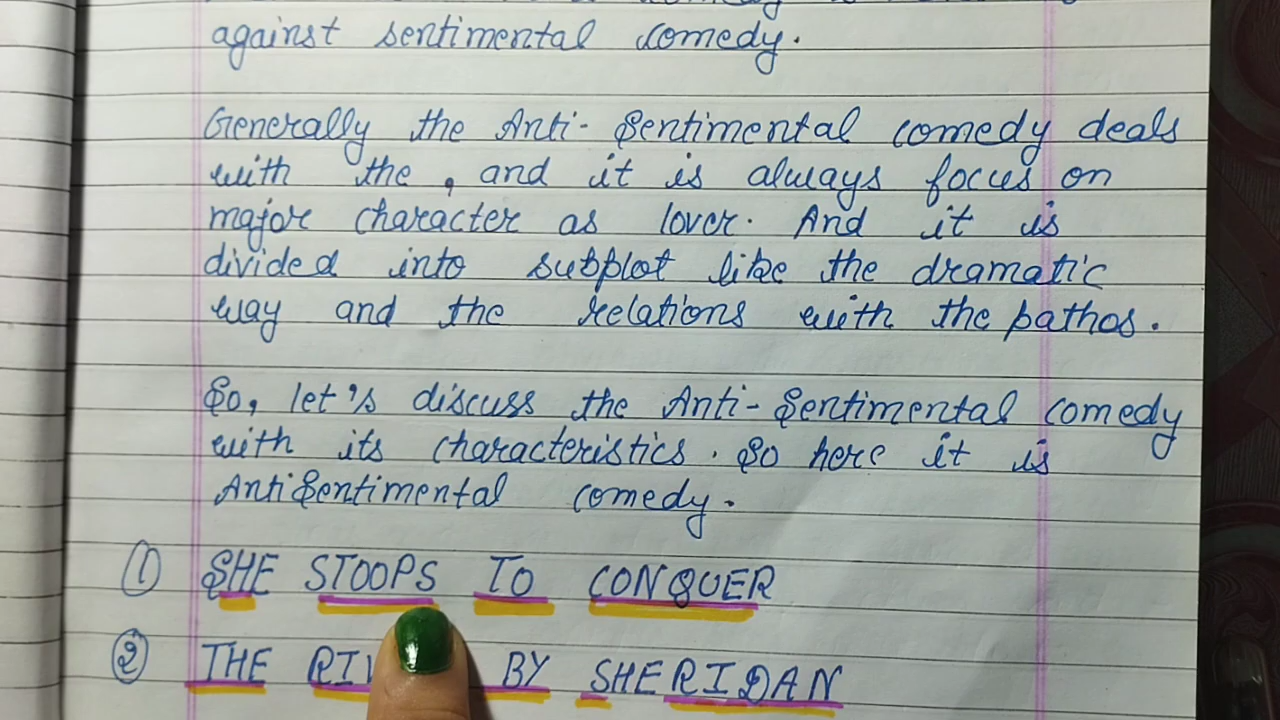 against sentimental comedy.
Generally the Anti-Sentimental comedy deals
with the , and it is always focus on
major character as lover. And it is
divided into subplot like the dramatic
way and the relations with the pathos.
So, let's discuss the Anti-Sentimental comedy
with its characteristics. So here it is
AntiSentimental comedy.
① SHE STOOPS TO CONQUER
② THE BY SHERIDAN